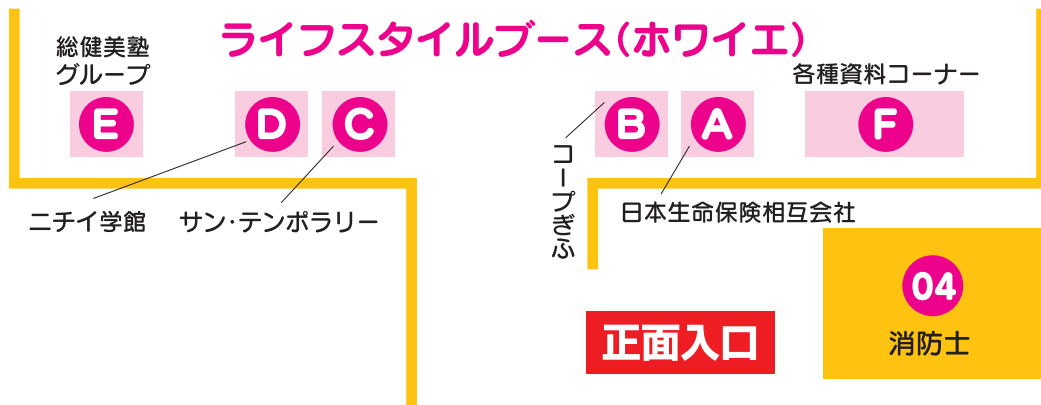 ライフスタイルブース(ホワイエ)
総健美塾
グループ
各種資料コーナー
E
D
C
B
A
F
ニチイ学館
サン・テンポラリー
コープぎふ
日本生命保険相互会社
04
消防士
正面入口